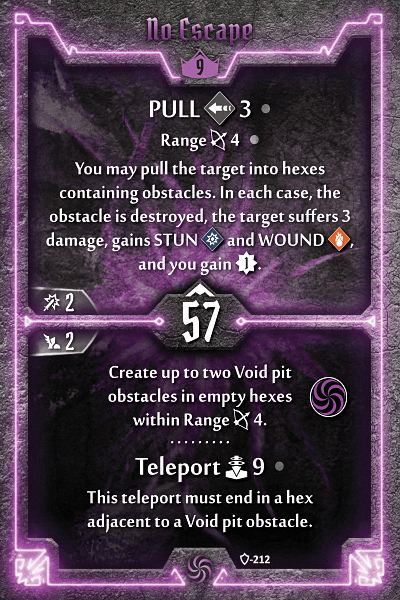 No Escape
9
PULL 3
Range 4
You may pull the target into hexes
containing obstacles. In each case, the
obstacle is destroyed, the target suffers 3
damage, gains STUN and WOUND ,
and you gain .
2
57
2
Create up to two Void pit
obstacles in empty hexes
within Range 4.
.........
Teleport 9
This teleport must end in a hex
adjacent to a Void pit obstacle.
-212